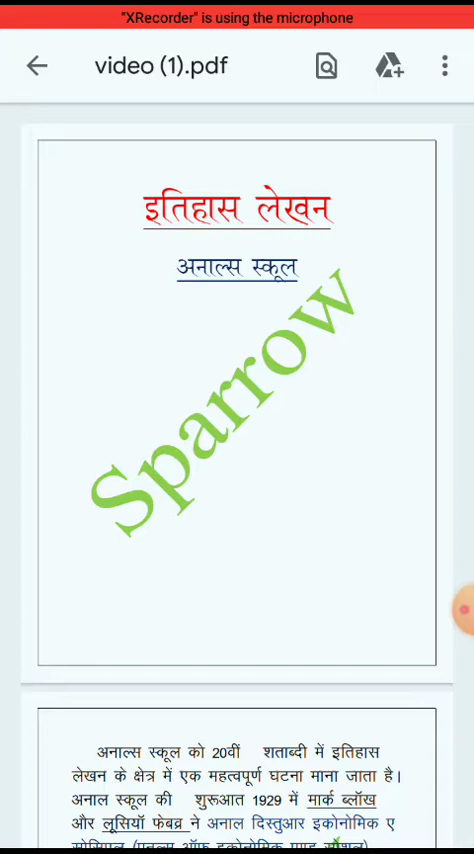 "XRecorder" is using the microphone
video (1).pdf
इतिहास लेखन
अनाल्स स्कूल
Sparrow
अनाल्स स्कूल को 20वीं शताब्दी में इतिहास
लेखन के क्षेत्र में एक महत्वपूर्ण घटना माना जाता है।
अनाल स्कूल की शुरूआत 1929 में मार्क ब्लॉख
और लूसियॉ फेबव्र ने अनाल दिस्तुआर इकोनोमिक ए